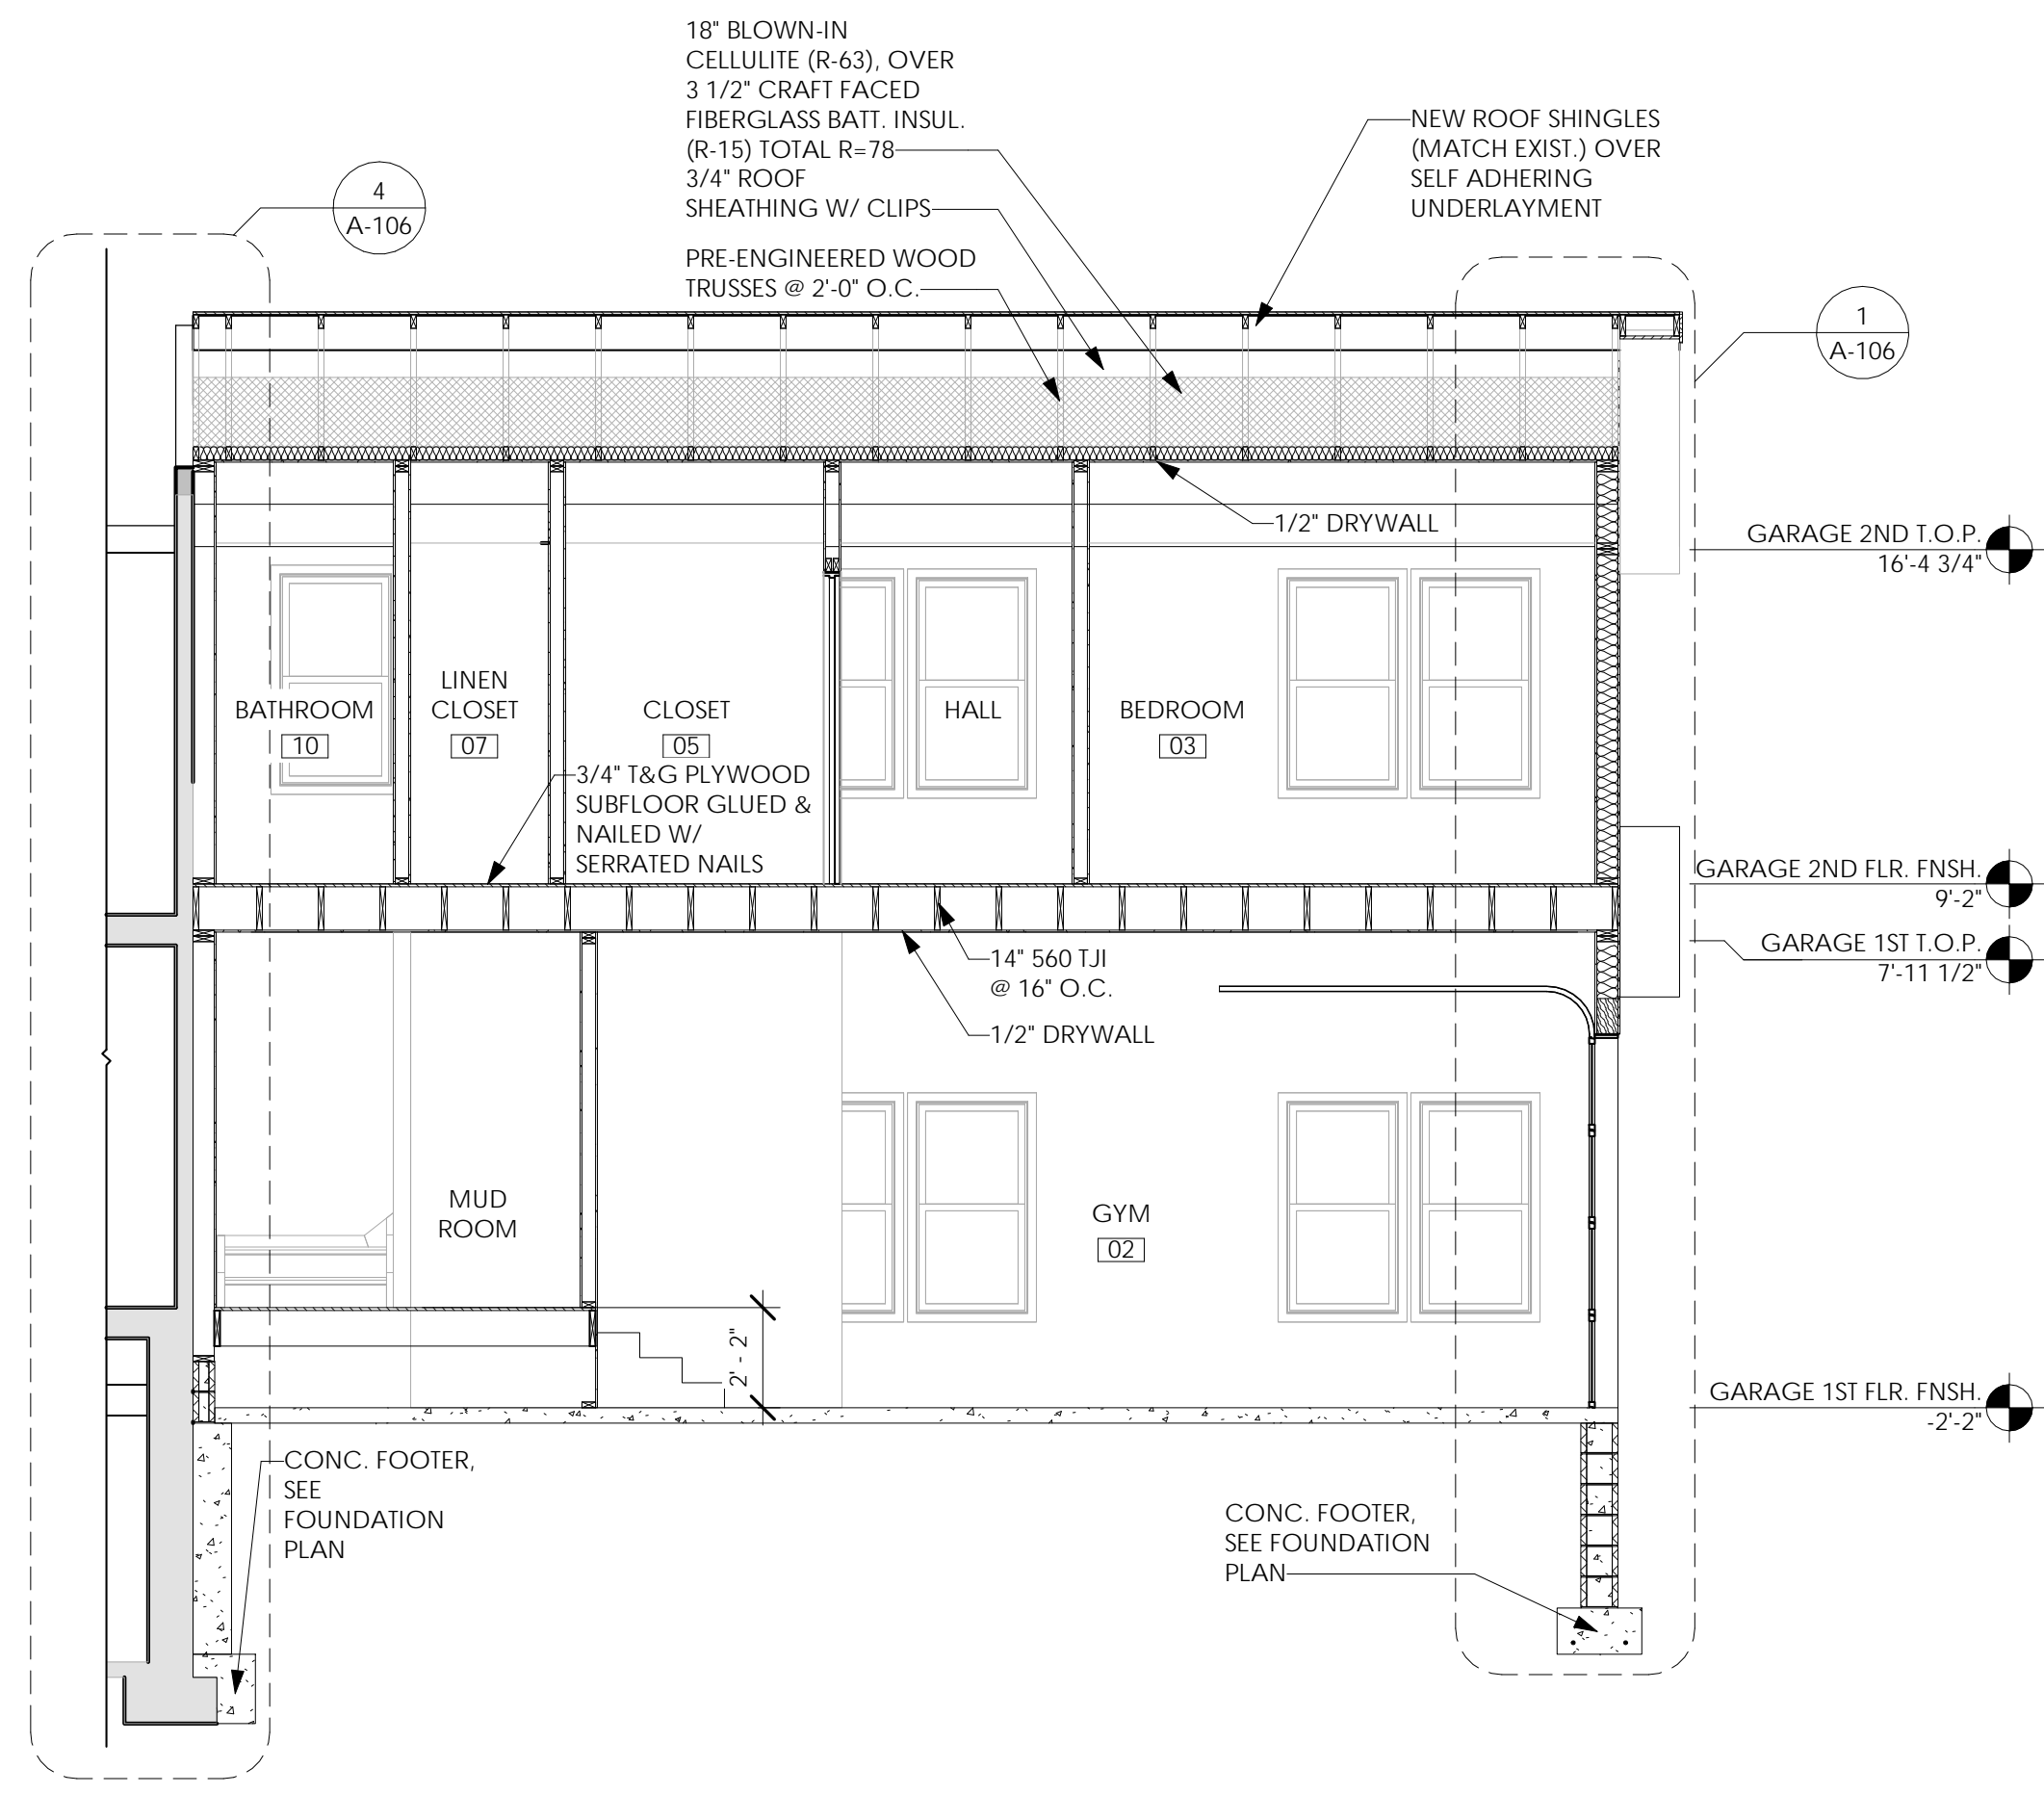 18" BLOWN-IN
CELLULITE (R-63), OVER
3 1/2" CRAFT FACED
FIBERGLASS BATT. INSUL.
(R-15) TOTAL R=78
3/4" ROOF
SHEATHING W/ CLIPS
PRE-ENGINEERED WOOD
TRUSSES @ 2'-0" O.C.
NEW ROOF SHINGLES
(MATCH EXIST.) OVER
SELF ADHERING
UNDERLAYMENT
4
A-106
1
A-106
1/2" DRYWALL
GARAGE 2ND T.O.P.
16'-4 3/4"
BATHROOM
10
LINEN
CLOSET
07
CLOSET
05
HALL
BEDROOM
03
3/4" T&G PLYWOOD
SUBFLOOR GLUED &
NAILED W/
SERRATED NAILS
GARAGE 2ND FLR. FNSH.
9'-2"
GARAGE 1ST T.O.P.
7'-11 1/2"
14" 560 TJI
@ 16" O.C.
1/2" DRYWALL
MUD
ROOM
GYM
02
2' - 2"
GARAGE 1ST FLR. FNSH.
-2'-2"
CONC. FOOTER,
SEE
FOUNDATION
PLAN
CONC. FOOTER,
SEE FOUNDATION
PLAN